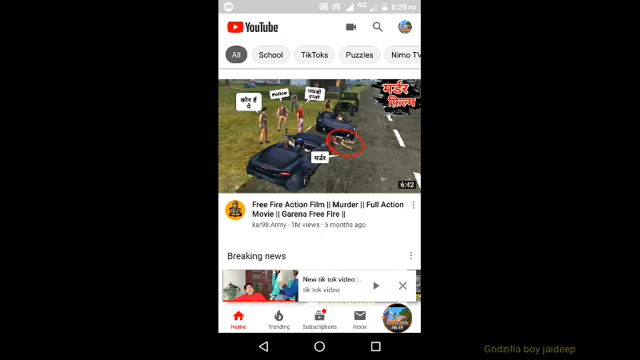 4G 8:29 PM
YouTube
All School TikToks Puzzles Nimo TV
कौन हैं ये
Police
मर्डर
फ़िल्म
मर्डर
6:42
Free Fire Action Film || Murder || Full Action
Movie || Garena Free Fire ||
kar98 Army · 1M views · 5 months ago
Breaking news
New tik tok video l...
tik tok video
Home Trending Subscriptions Inbox
Godzilla boy jaideep